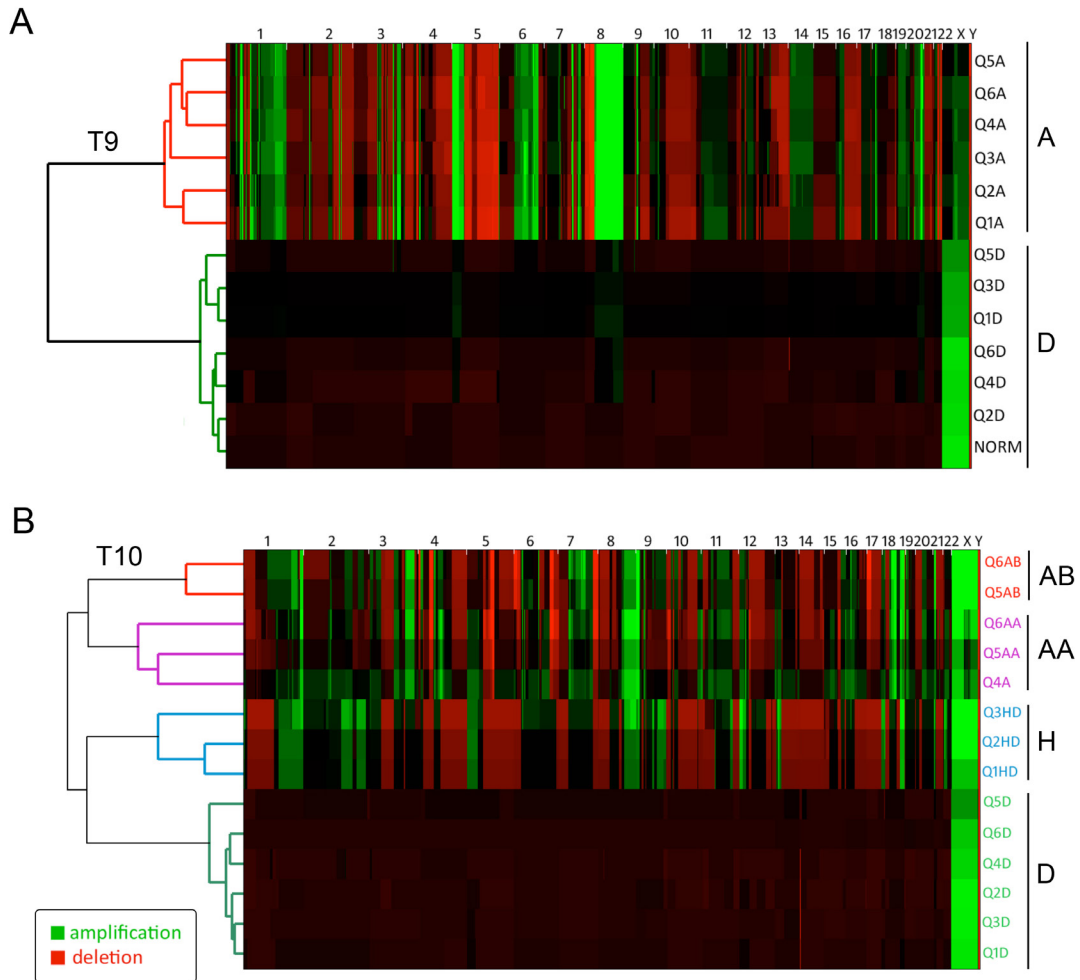 A
1 2 3 4 5 6 7 8 9 10 11 12 13 14 15 16 17 18 19 20 21 22 X Y
T9
Q5A
Q6A
Q4A
Q3A
Q2A
Q1A
A
Q5D
Q3D
Q1D
Q6D
Q4D
Q2D
NORM
D
B
T10
1 2 3 4 5 6 7 8 9 10 11 12 13 14 15 16 17 18 19 20 21 22 X Y
Q6AB
Q5AB
AB
Q6AA
Q5AA
Q4A
AA
Q3HD
Q2HD
Q1HD
H
Q5D
Q6D
Q4D
Q2D
Q3D
Q1D
D
amplification
deletion